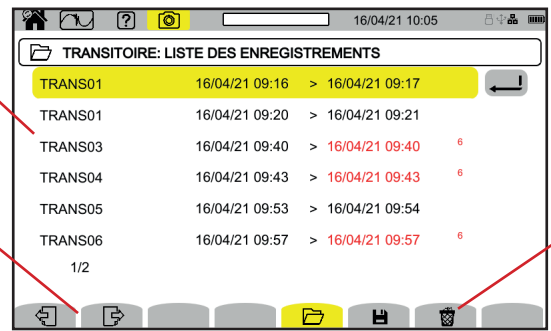 ? 16/04/21 10:05
TRANSITOIRE: LISTE DES ENREGISTREMENTS
TRANS01 16/04/21 09:16 > 16/04/21 09:17
TRANS01 16/04/21 09:20 > 16/04/21 09:21
TRANS03 16/04/21 09:40 > 16/04/21 09:40 6
TRANS04 16/04/21 09:43 > 16/04/21 09:43 6
TRANS05 16/04/21 09:53 > 16/04/21 09:54
TRANS06 16/04/21 09:57 > 16/04/21 09:57 6
1/2